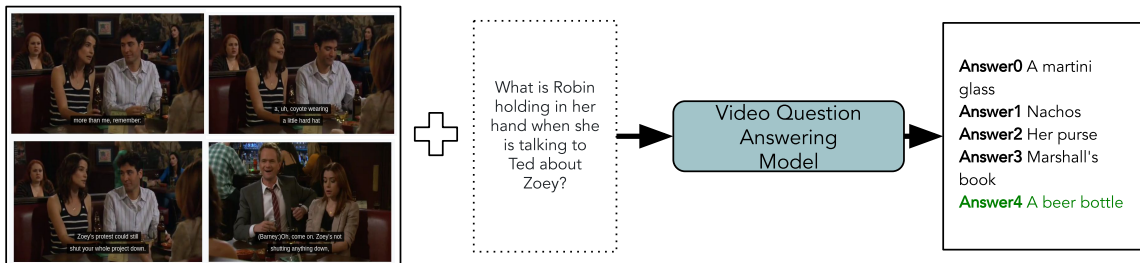 more than me, remember;
a, uh, coyote wearing
a little hard hat
Zoey's protest could still
shut your whole project down.
(Barney:)Oh, come on. Zoey's not
shutting anything down,
What is Robin
holding in her
hand when she
is talking to
Ted about
Zoey?
Video Question
Answering
Model
Answer0 A martini
glass
Answer1 Nachos
Answer2 Her purse
Answer3 Marshall's
book
Answer4 A beer bottle